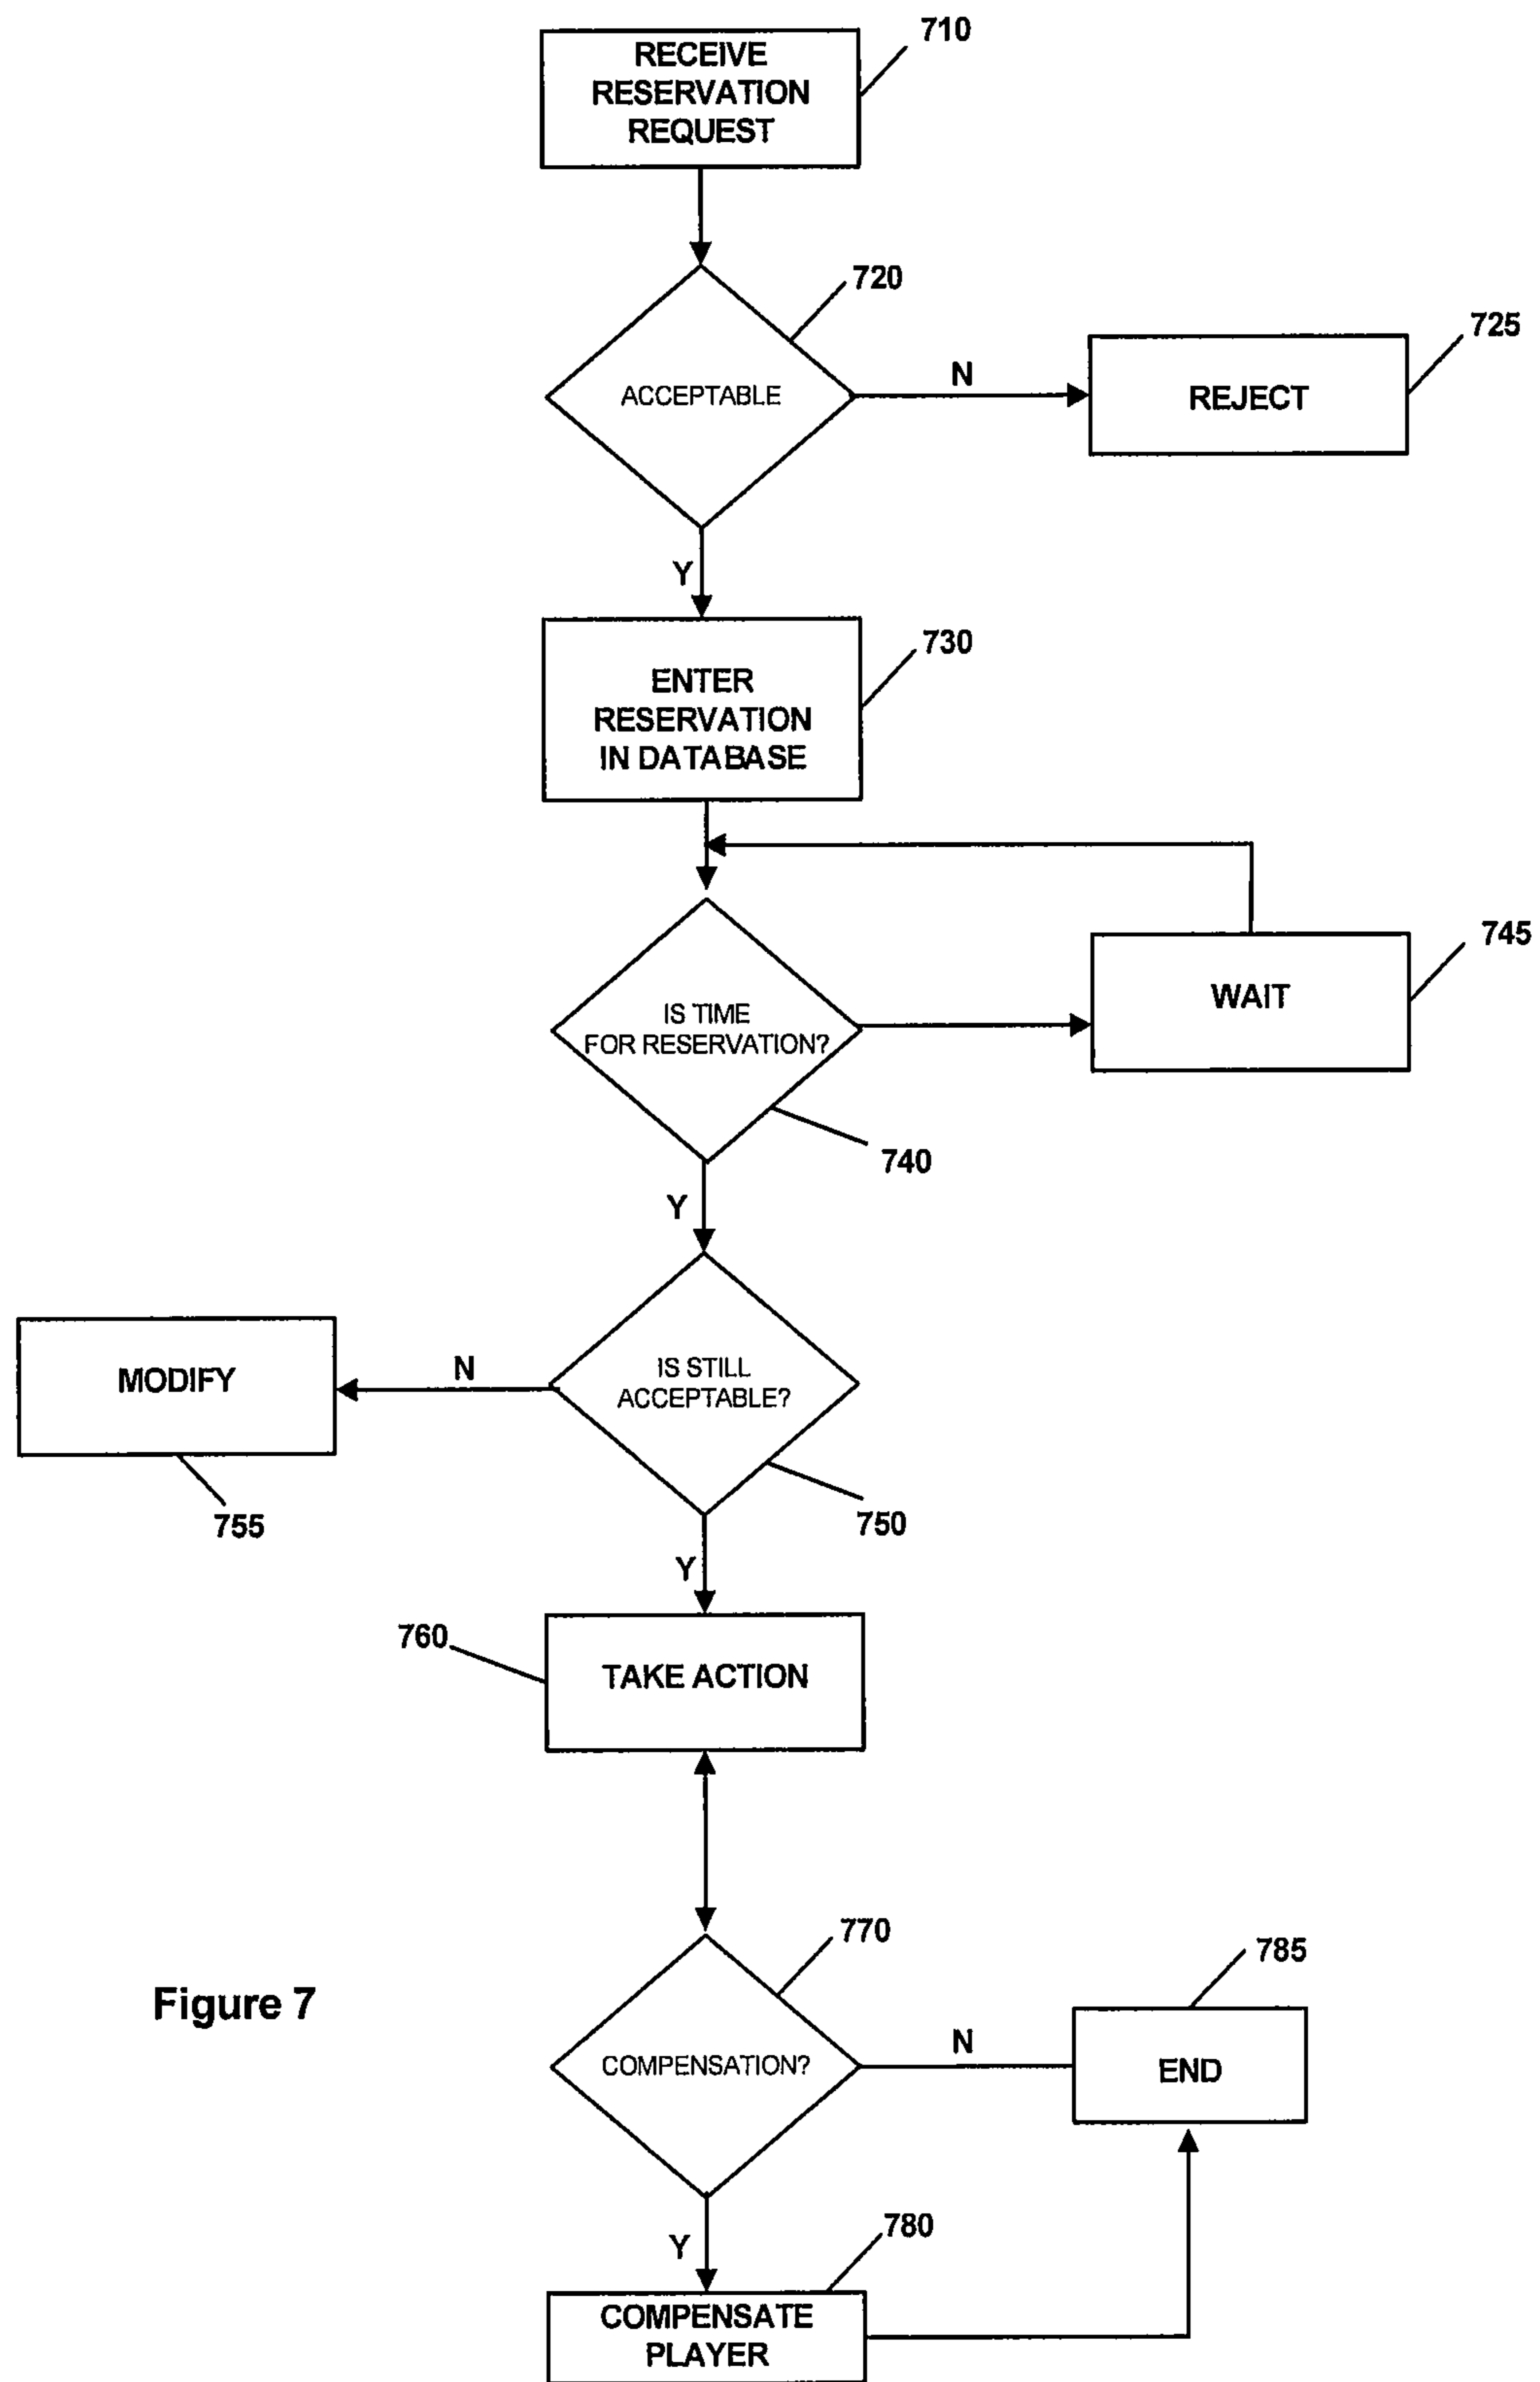 710
RECEIVE
RESERVATION
REQUEST
720
ACCEPTABLE
N
725
REJECT
Y
730
ENTER
RESERVATION
IN DATABASE
745
WAIT
IS TIME
FOR RESERVATION?
740
Y
MODIFY
N
IS STILL
ACCEPTABLE?
755
750
Y
760
TAKE ACTION
770
785
Figure 7
N
COMPENSATION?
END
Y
780
COMPENSATE
PLAYER